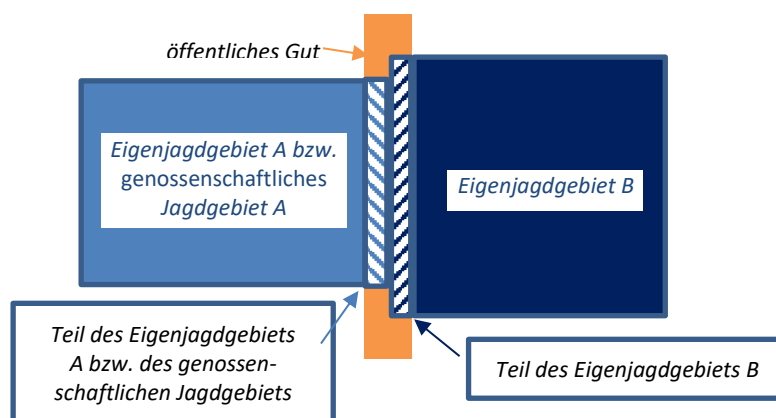 öffentliches Gut
Eigenjagdgebiet A bzw.
genossenschaftliches
Jagdgebiet A
Eigenjagdgebiet B
Teil des Eigenjagdgebiets
A bzw. des genossen-
schaftlichen Jagdgebiets
Teil des Eigenjagdgebiets B